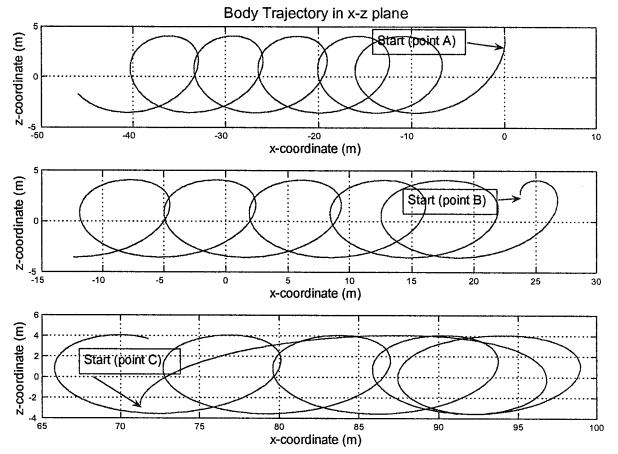 Body Trajectory in x-z plane
5
0
-5
z-coordinate (m)
Start (point A)
-50 -40 -30 -20 -10 0 10
x-coordinate (m)
5
0
-5
z-coordinate (m)
Start (point B)
-15 -10 -5 0 5 10 15 20 25 30
x-coordinate (m)
6
4
2
0
-2
-4
z-coordinate (m)
Start (point C)
65 70 75 80 85 90 95 100
x-coordinate (m)